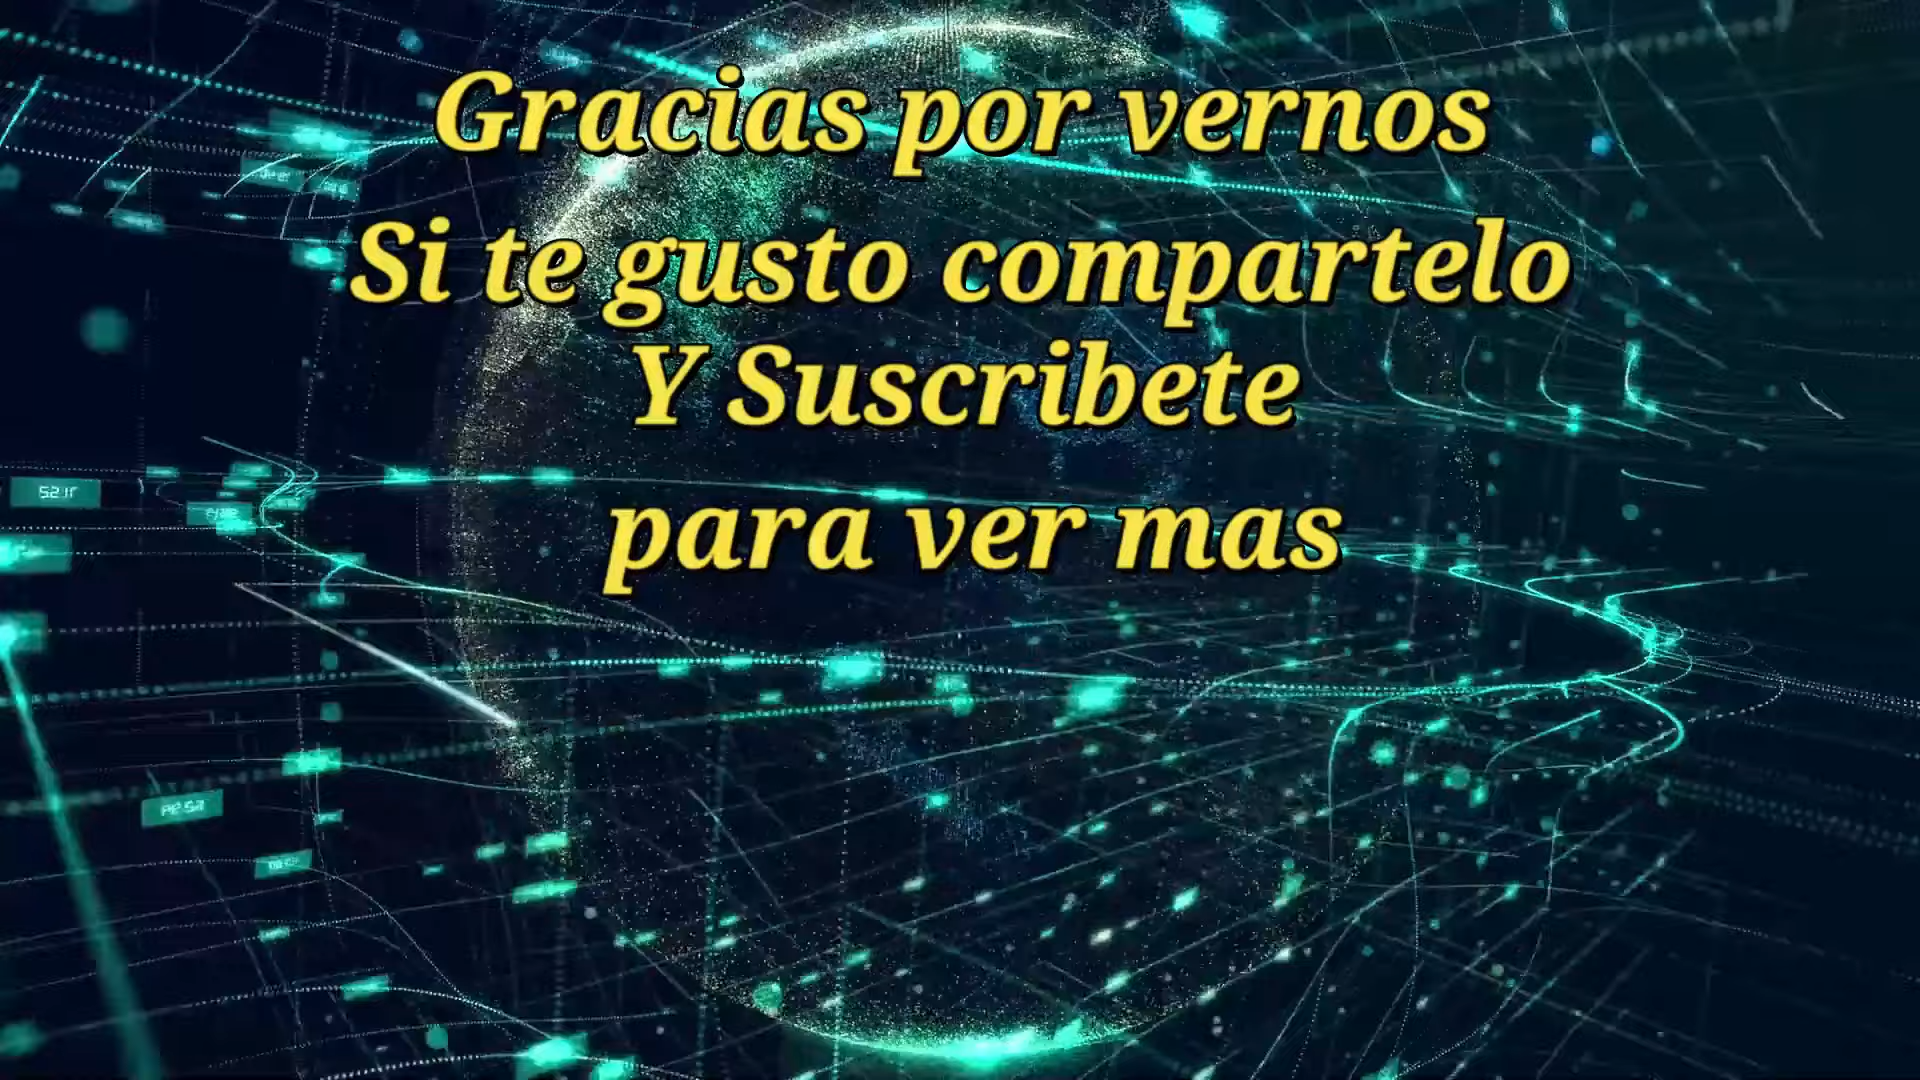 Gracias por vernos
Si te gusto compartelo
Y Suscribete
para ver mas